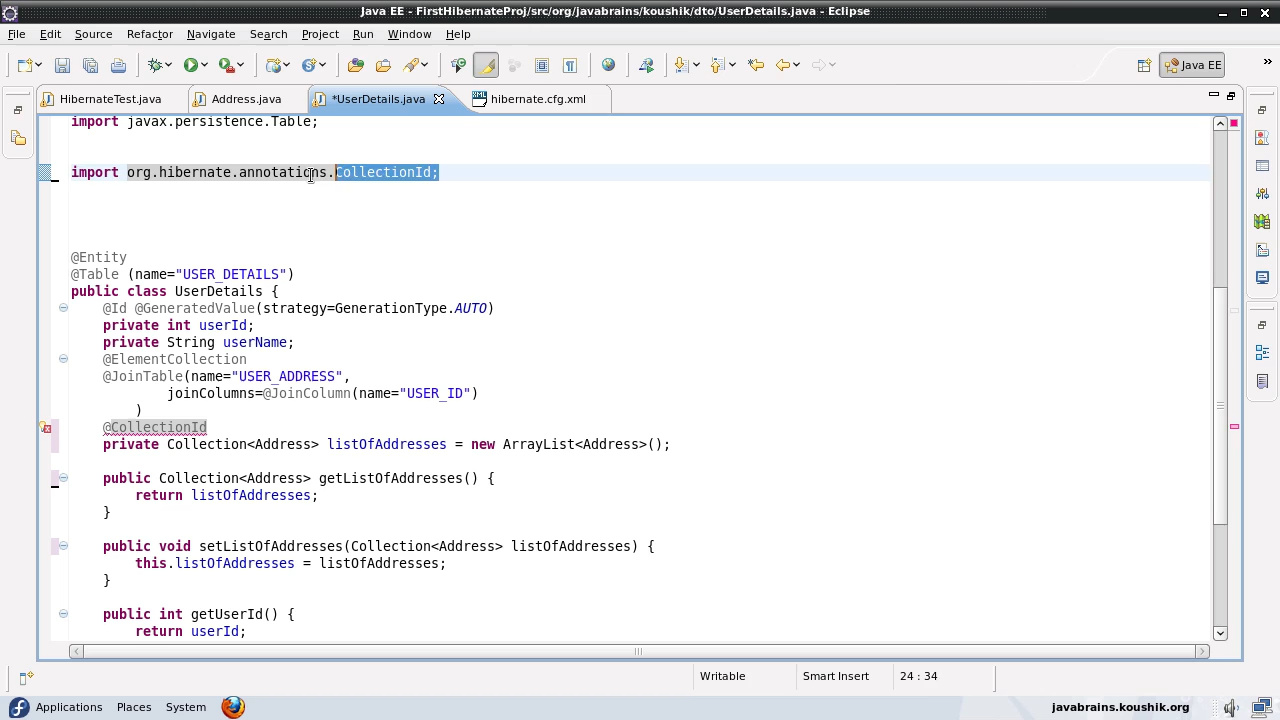 Java EE - FirstHibernateProj/src/org/javabrains/koushik/dto/UserDetails.java - Eclipse
File Edit Source Refactor Navigate Search Project Run Window Help
Java EE
HibernateTest.java Address.java *UserDetails.java hibernate.cfg.xml
import javax.persistence.Table;
import org.hibernate.annotations.CollectionId;
@Entity
@Table (name="USER_DETAILS")
public class UserDetails {
@Id @GeneratedValue(strategy=GenerationType.AUTO)
private int userId;
private String userName;
@ElementCollection
@JoinTable(name="USER_ADDRESS",
joinColumns=@JoinColumn(name="USER_ID")
)
@CollectionId
private Collection<Address> listOfAddresses = new ArrayList<Address>();
public Collection<Address> getListOfAddresses() {
return listOfAddresses;
}
public void setListOfAddresses(Collection<Address> listOfAddresses) {
this.listOfAddresses = listOfAddresses;
}
public int getUserId() {
return userId;
Writable Smart Insert 24 : 34
Applications Places System javabrains.koushik.org